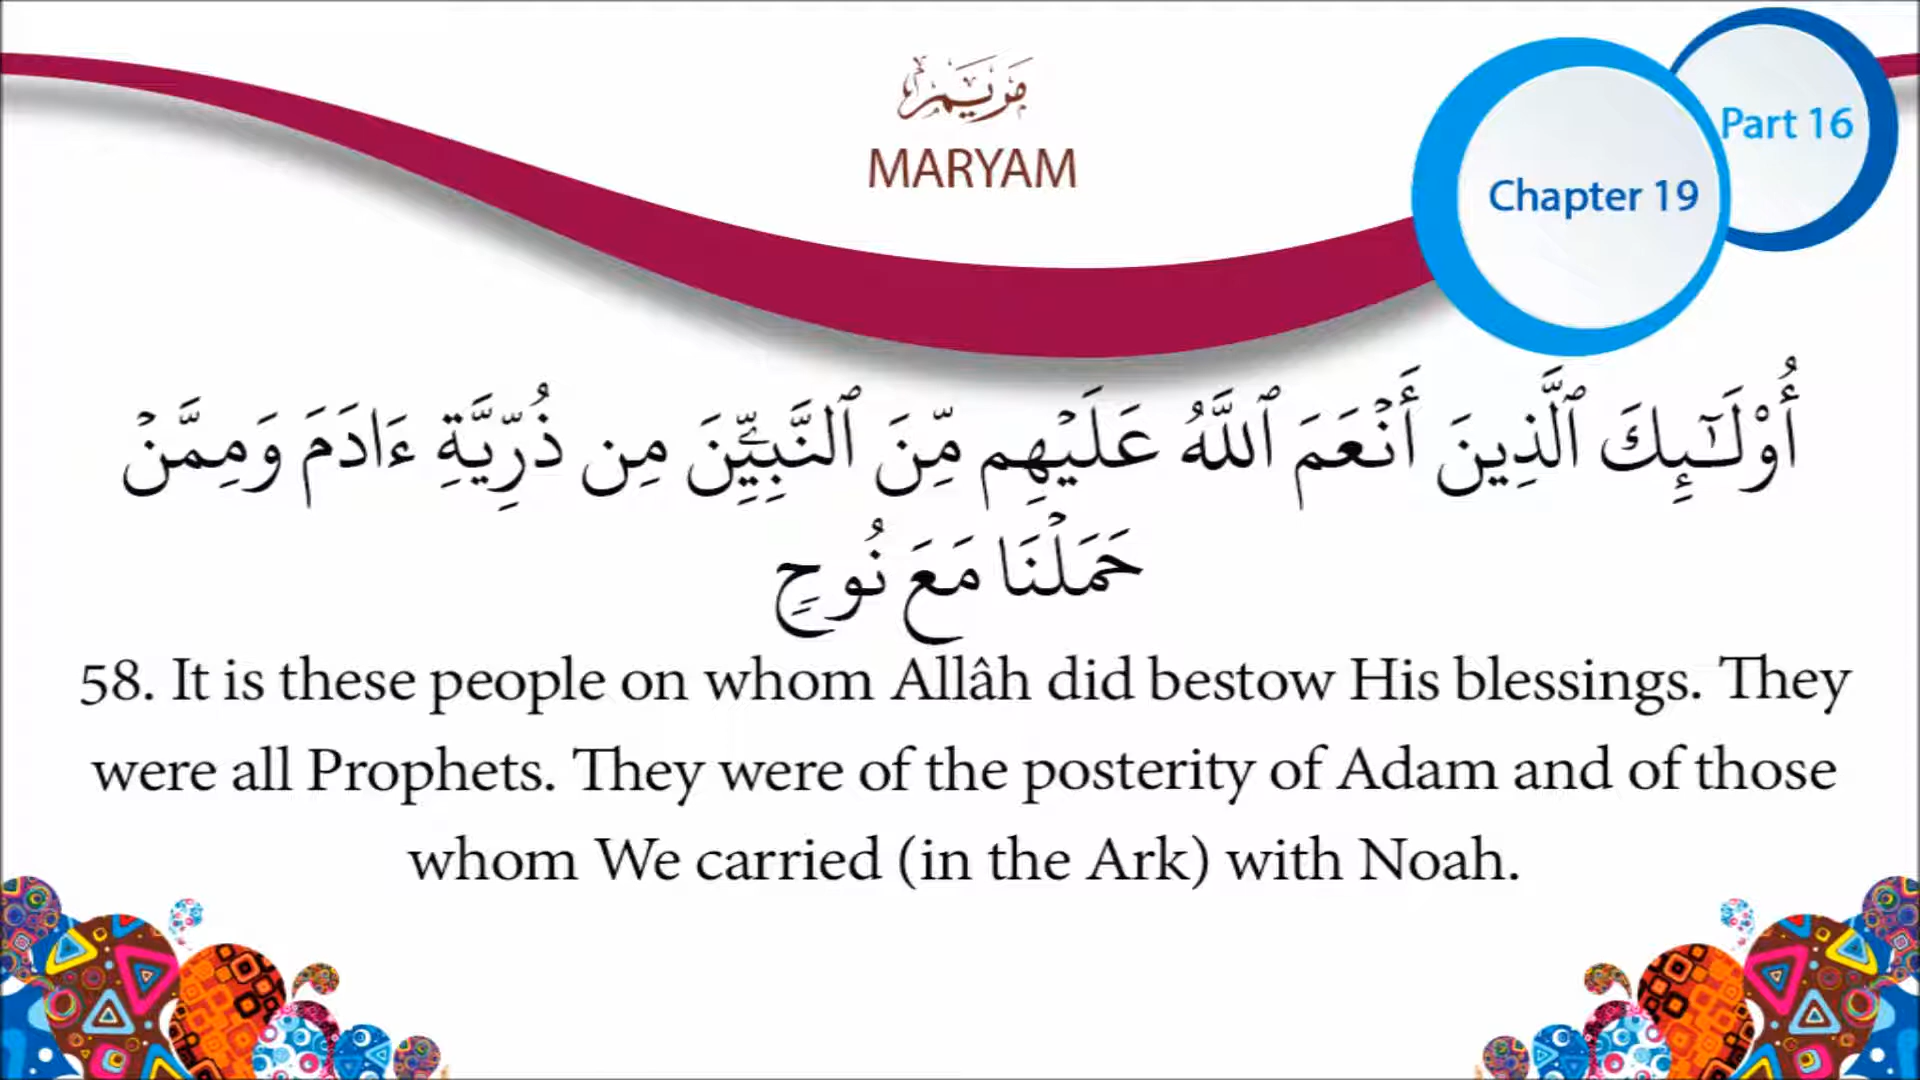 مَرْيَم
MARYAM
Part 16
Chapter 19
أُوْلَـٰٓئِكَ ٱلَّذِينَ أَنْعَمَ ٱللَّهُ عَلَيْهِم مِّنَ ٱلنَّبِيِّـۧنَ مِن ذُرِّيَّةِ ءَادَمَ وَمِمَّنْ
حَمَلْنَا مَعَ نُوحٍ
58. It is these people on whom Allâh did bestow His blessings. They
were all Prophets. They were of the posterity of Adam and of those
whom We carried (in the Ark) with Noah.